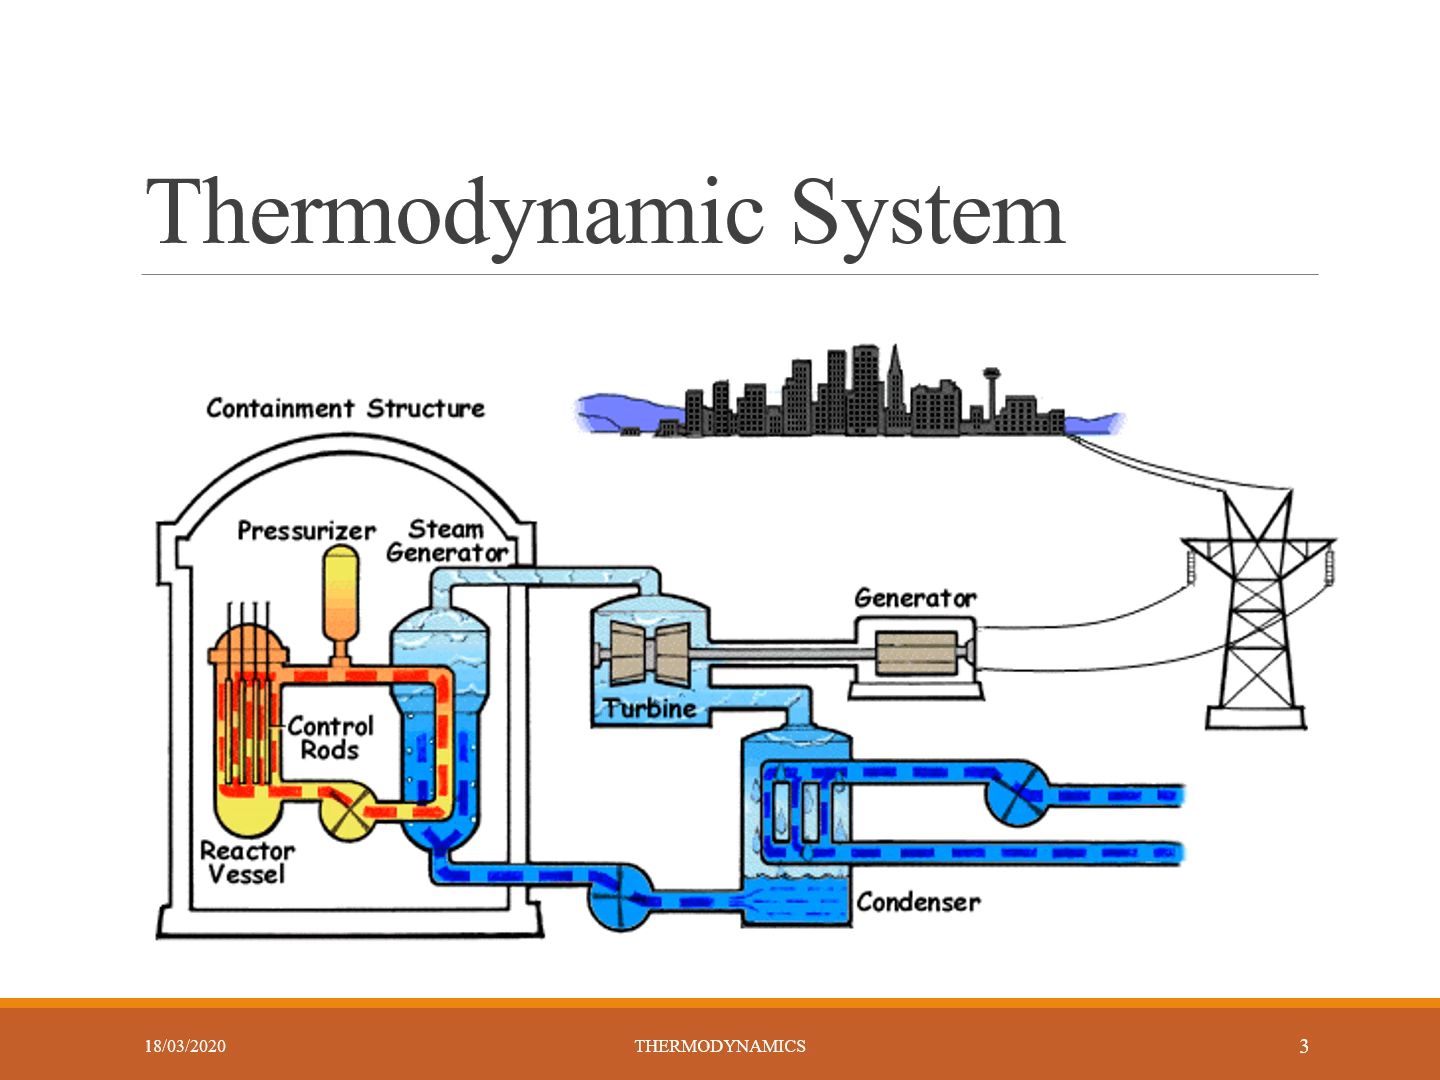 Thermodynamic System
Containment Structure
Pressurizer
Steam
Generator
Generator
Turbine
Control
Rods
Reactor
Vessel
Condenser
18/03/2020
THERMODYNAMICS
3